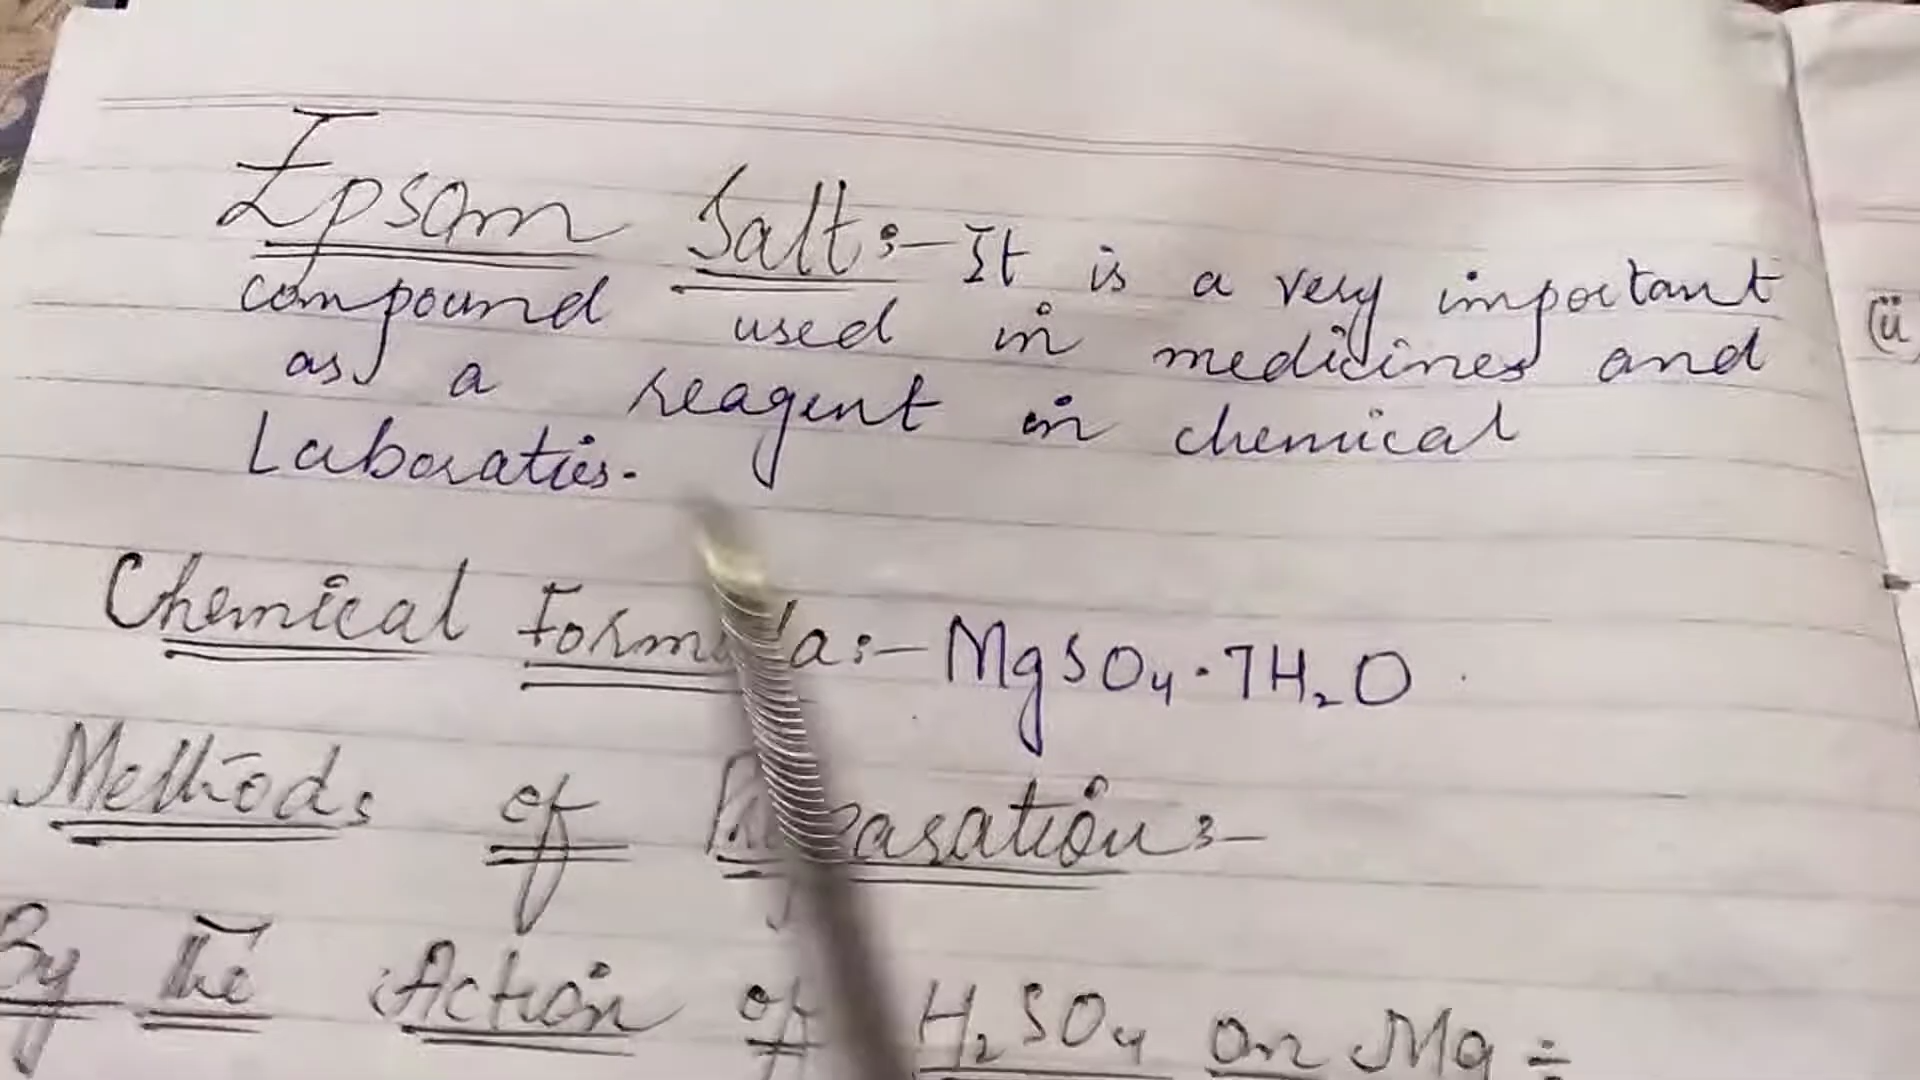 Epsom Salt:- It is a very important
compound used in medicines and
as a reagent in chemical
Laboraties.
Chemical Formula:- MgSO₄·7H₂O
Methods of Preparation:-
By the Action of H₂SO₄ on Mg:-
(ii)